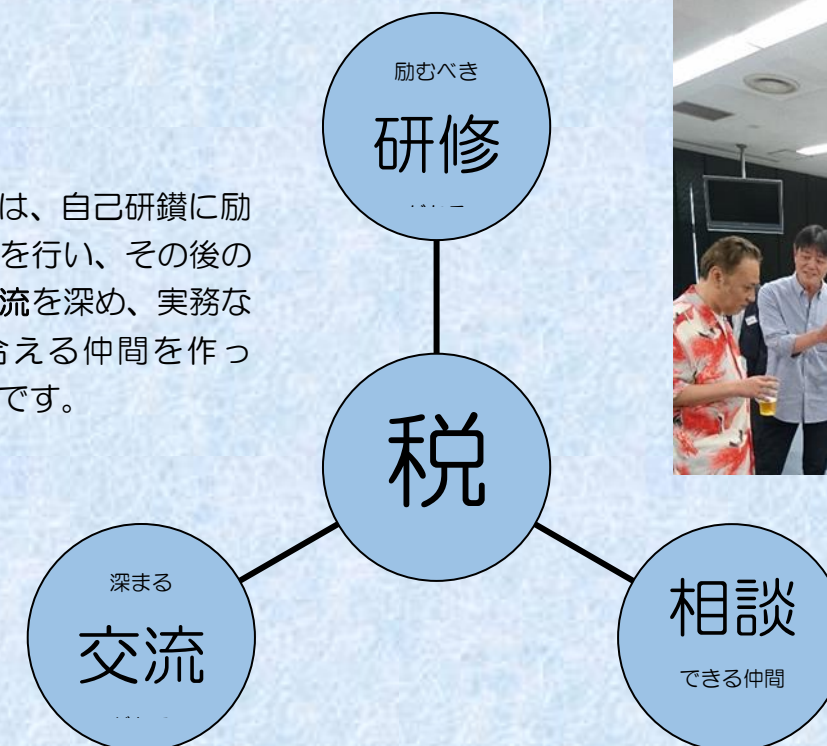 励むべき
研修
は、自己研鑚に励
を行い、その後の
流を深め、実務な
合える仲間を作っ
です。
税
深まる
交流
相談
できる仲間